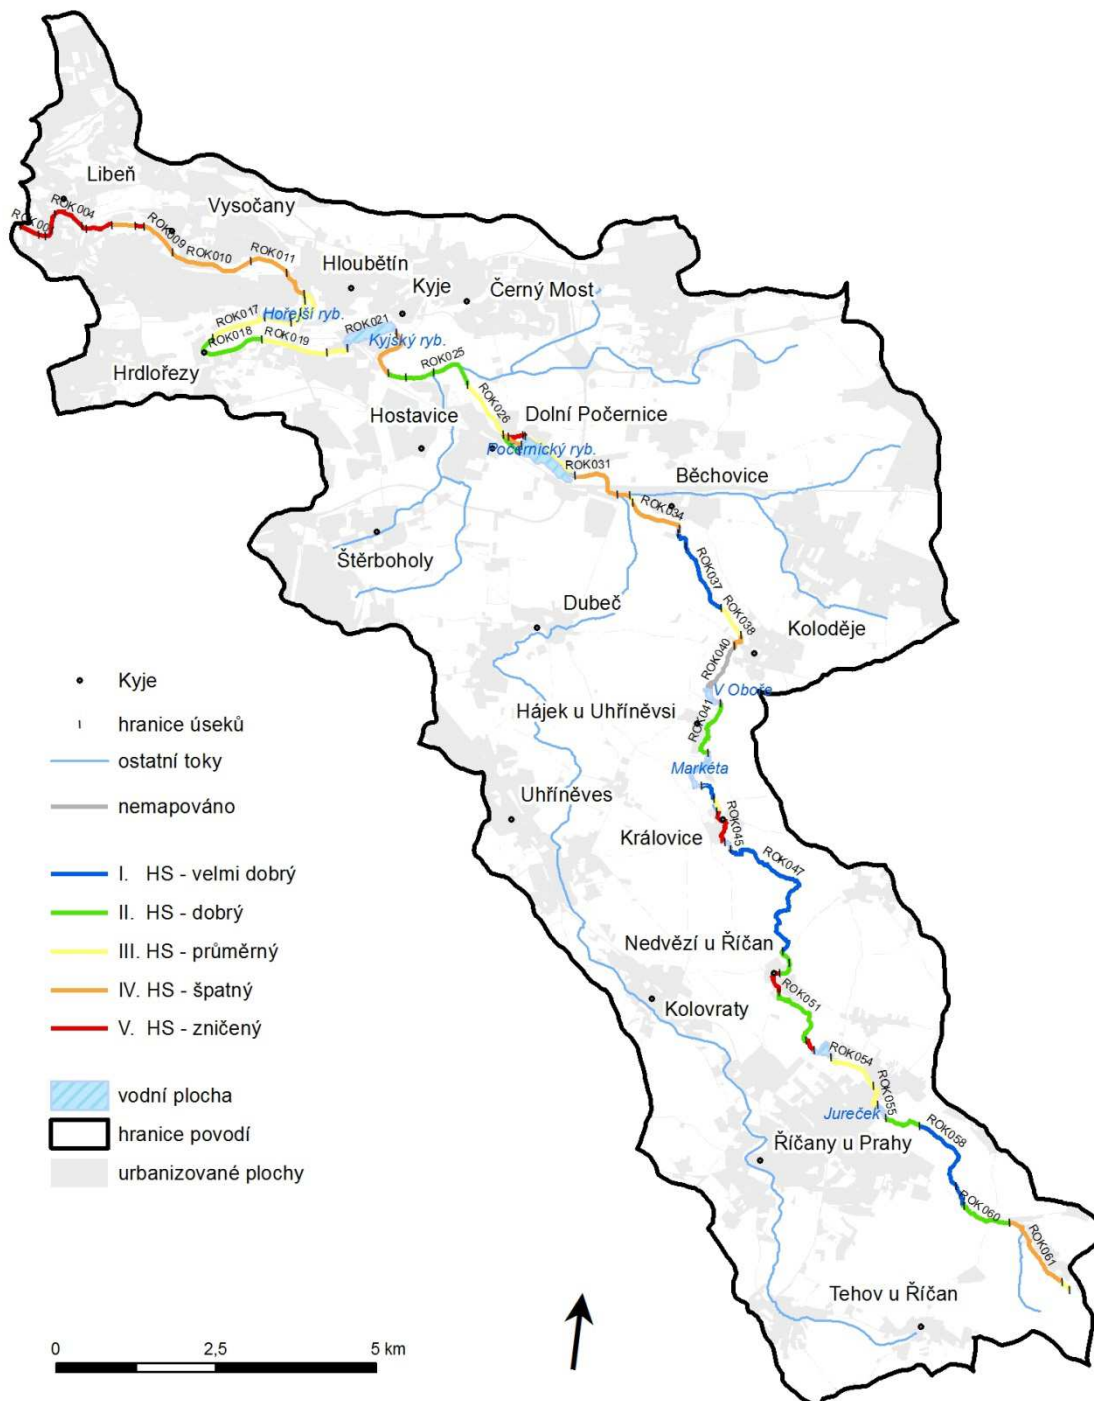 Libeň
ROK004
ROK001
Vysočany
ROK009
ROK010
ROK011
Hloubětín
Kyje
Černý Most
Hořejší ryb.
ROK017
ROK018
ROK019
ROK021
Kyjský ryb.
Hrdlořezy
ROK025
Hostavice
ROK026
Dolní Počernice
Počernický ryb.
ROK031
Běchovice
ROK034
Štěrboholy
ROK037
Dubeč
ROK038
Koloděje
ROK040
V Oboře
Hájek u Uhříněvsi
ROK041
Markéta
Uhříněves
Královice
ROK045
ROK047
Nedvězí u Říčan
ROK051
Kolovraty
ROK054
ROK055
Jureček
ROK058
Říčany u Prahy
ROK060
ROK061
Tehov u Říčan
Kyje
hranice úseků
ostatní toky
nemapováno
I. HS - velmi dobrý
II. HS - dobrý
III. HS - průměrný
IV. HS - špatný
V. HS - zničený
vodní plocha
hranice povodí
urbanizované plochy
0 2,5 5 km